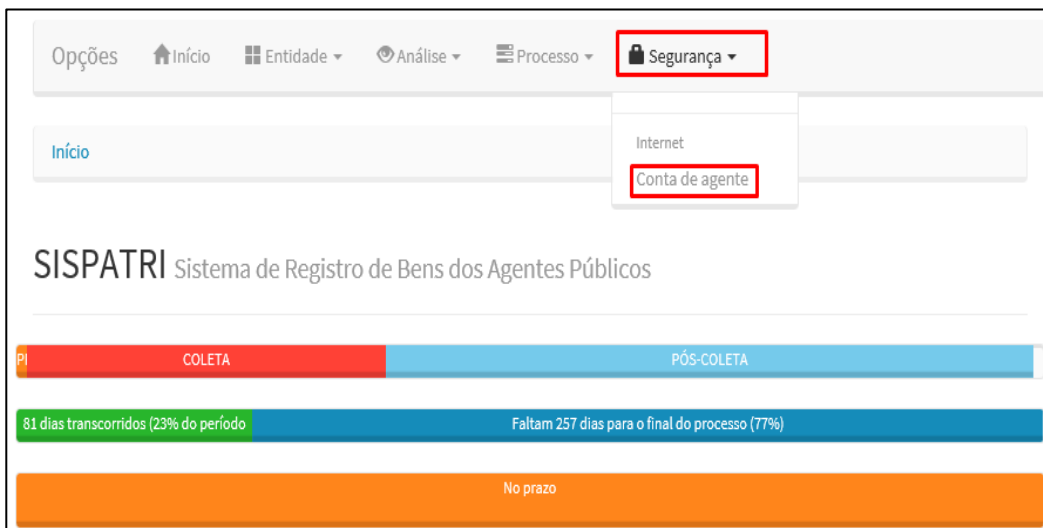 Opções Início Entidade Análise Processo Segurança
Internet
Conta de agente
Início
SISPATRI Sistema de Registro de Bens dos Agentes Públicos
COLETA PÓS-COLETA
81 dias transcorridos (23% do período Faltam 257 dias para o final do processo (77%)
No prazo